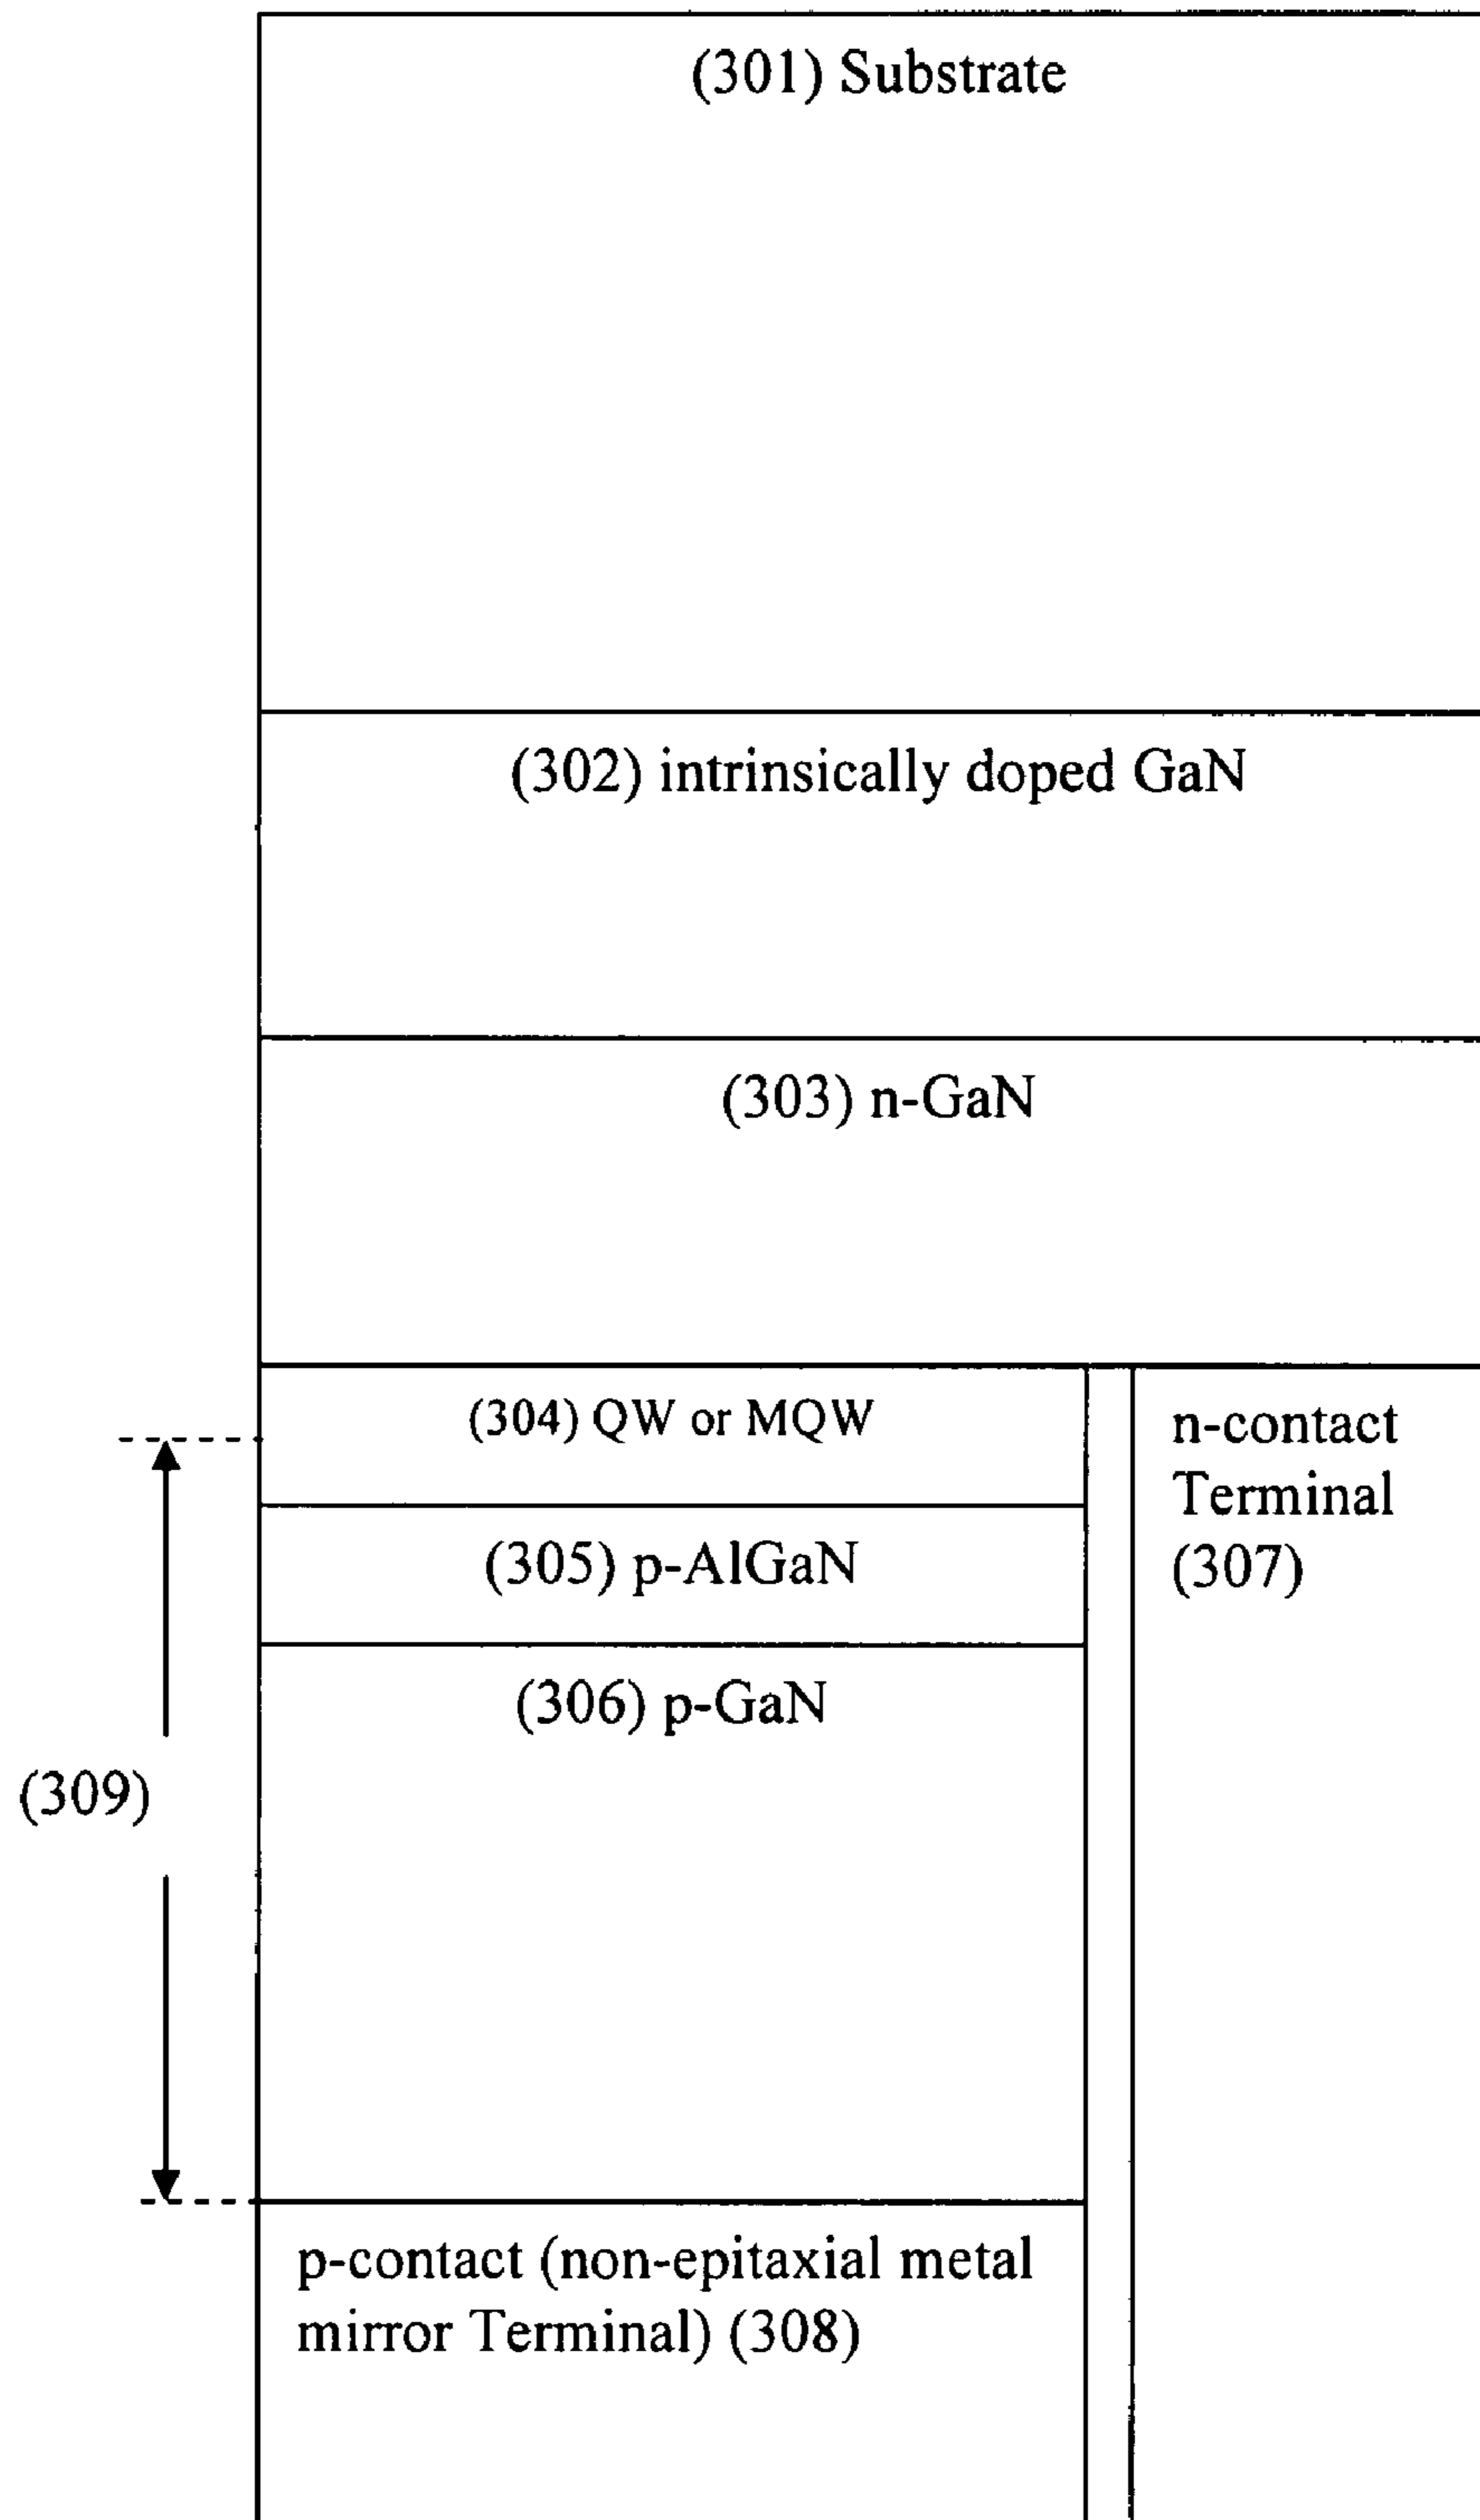 (301) Substrate
(302) intrinsically doped GaN
(303) n-GaN
(304) QW or MQW
n-contact
Terminal
(307)
(305) p-AlGaN
(306) p-GaN
(309)
p-contact (non-epitaxial metal
mirror Terminal) (308)